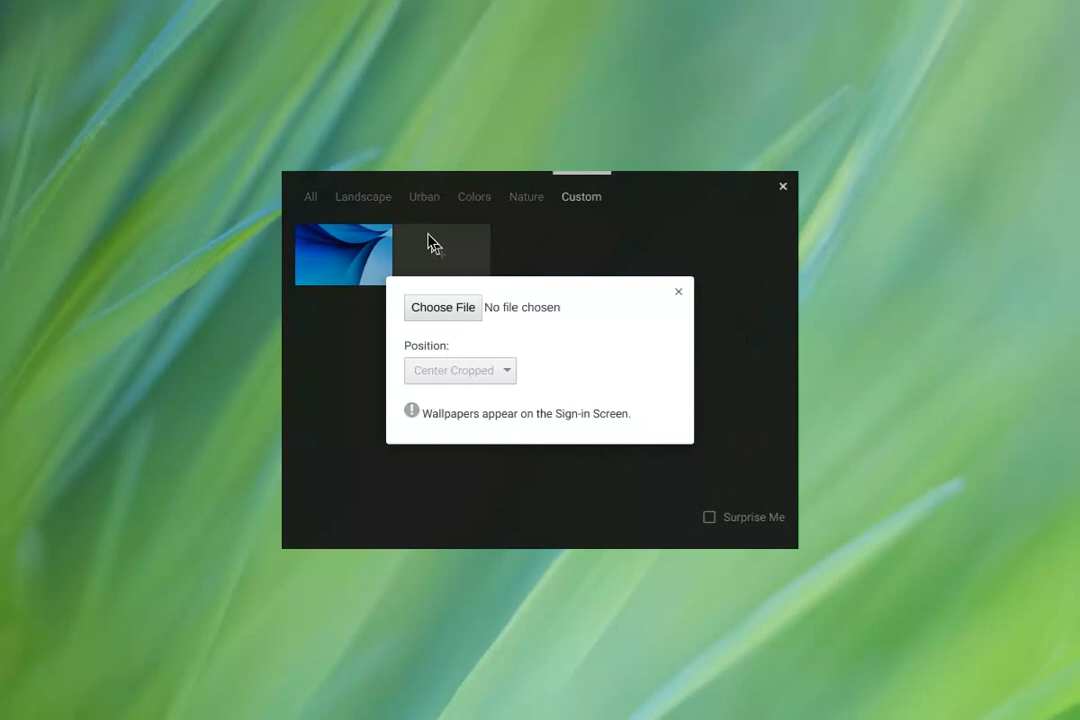 All Landscape Urban Colors Nature Custom
Choose File No file chosen
Position:
Center Cropped
Wallpapers appear on the Sign-in Screen.
Surprise Me